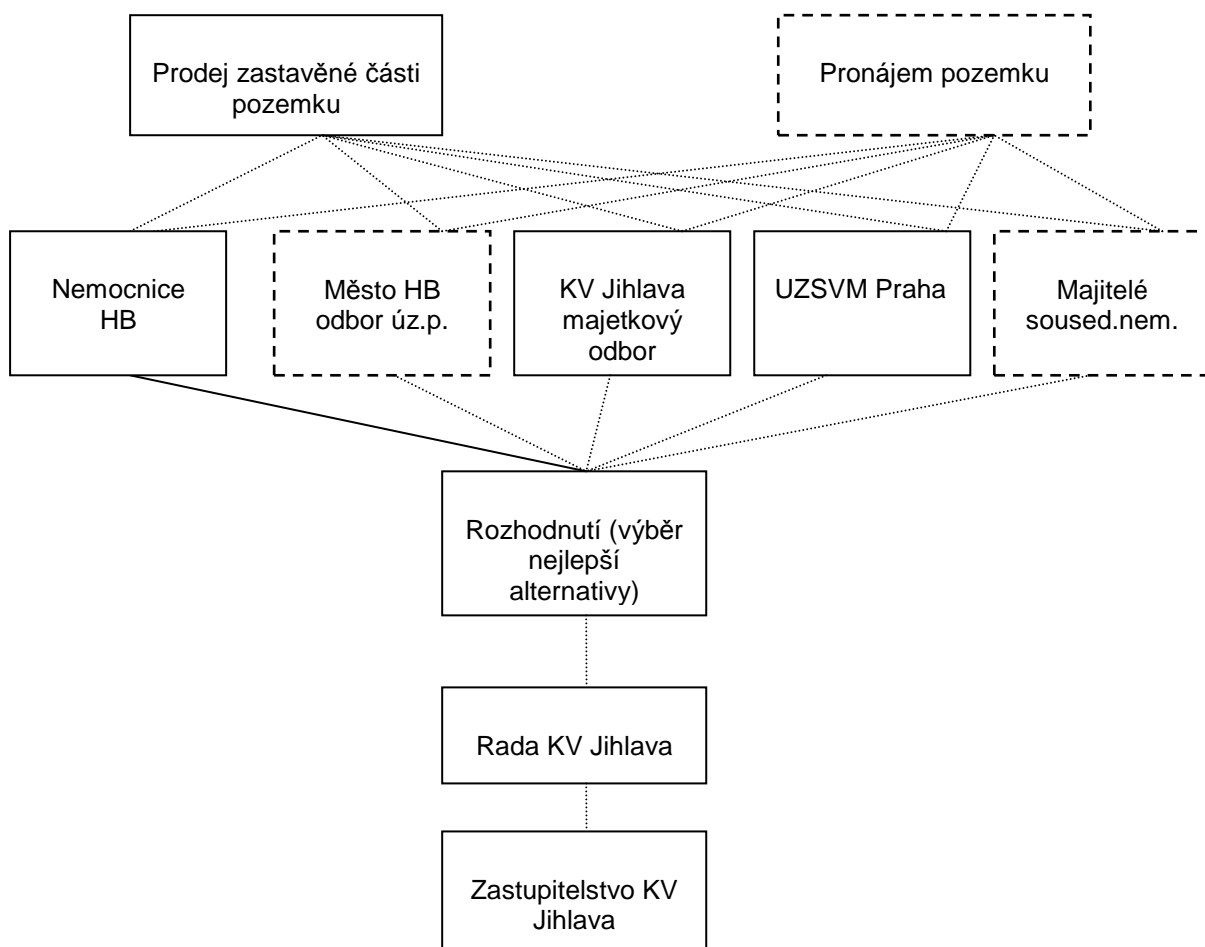 Prodej zastavěné části
pozemku
Pronájem pozemku
Nemocnice
HB
Město HB
odbor úz.p.
KV Jihlava
majetkový
odbor
UZSVM Praha
Majitelé
soused.nem.
Rozhodnutí (výběr
nejlepší
alternativy)
Rada KV Jihlava
Zastupitelstvo KV
Jihlava